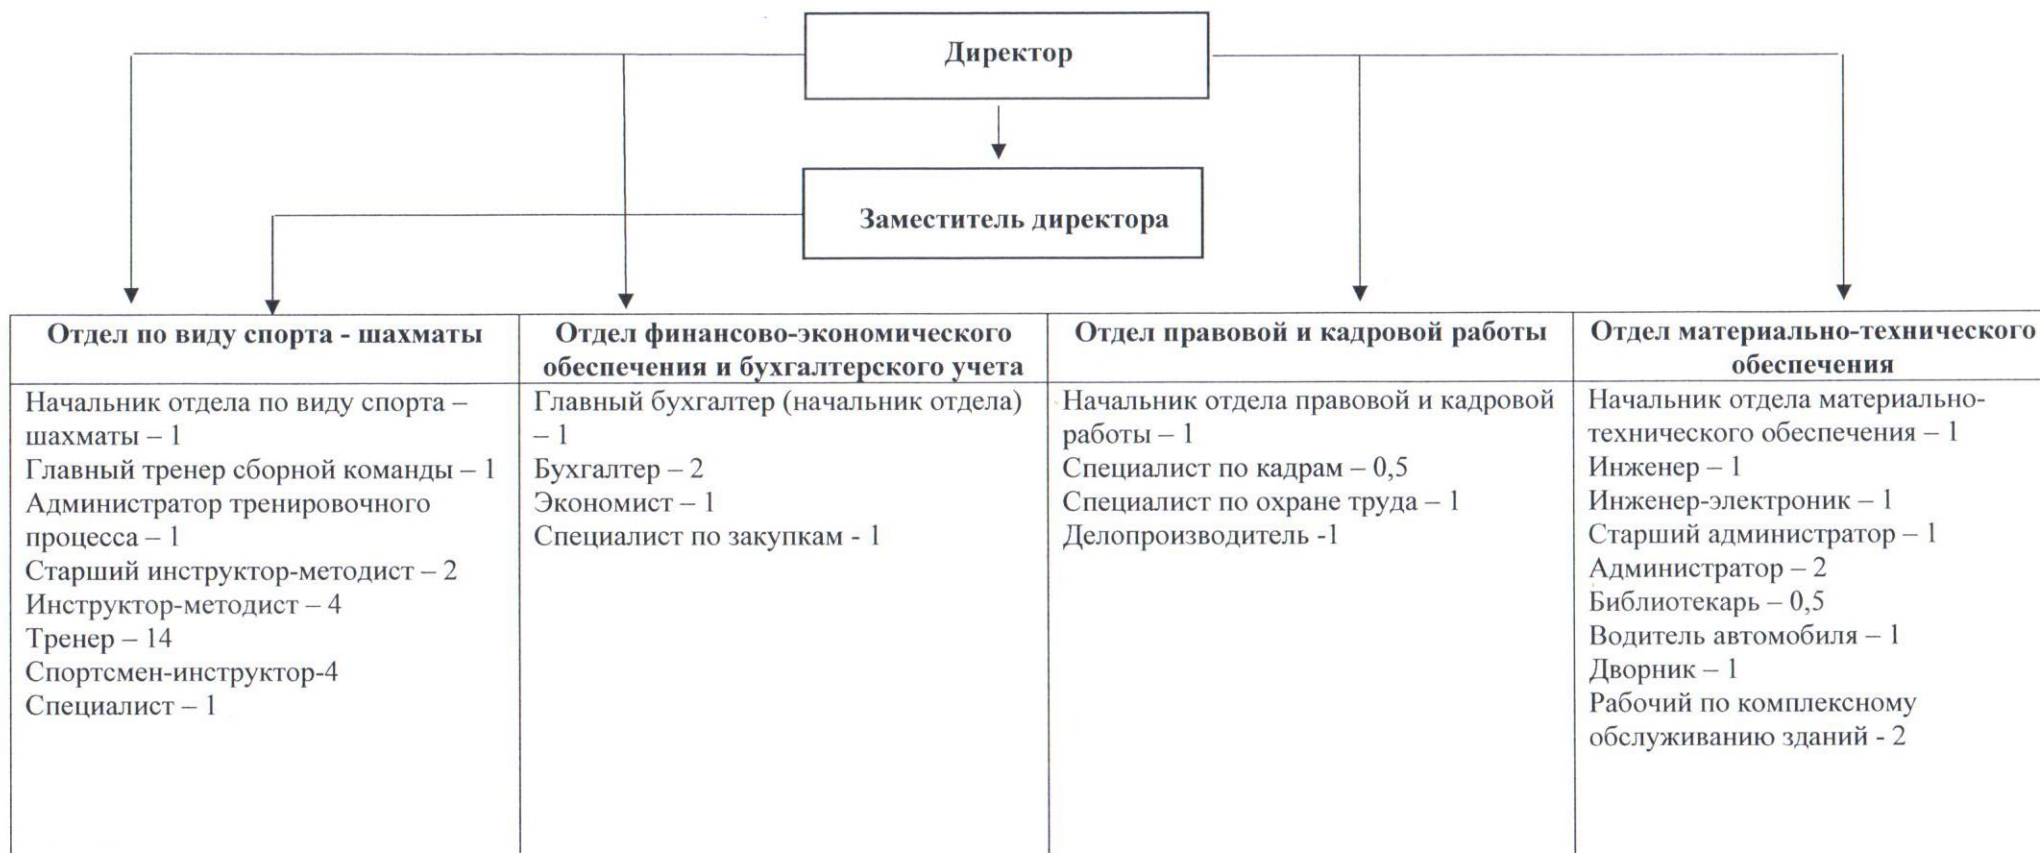 Директор
Заместитель директора
Отдел по виду спорта - шахматы
Отдел финансово-экономического
обеспечения и бухгалтерского учета
Отдел правовой и кадровой работы
Отдел материально-технического
обеспечения
Начальник отдела по виду спорта –
шахматы – 1
Главный тренер сборной команды – 1
Администратор тренировочного
процесса – 1
Старший инструктор-методист – 2
Инструктор-методист – 4
Тренер – 14
Спортсмен-инструктор-4
Специалист – 1
Главный бухгалтер (начальник отдела)
– 1
Бухгалтер – 2
Экономист – 1
Специалист по закупкам - 1
Начальник отдела правовой и кадровой
работы – 1
Специалист по кадрам – 0,5
Специалист по охране труда – 1
Делопроизводитель -1
Начальник отдела материально-
технического обеспечения – 1
Инженер – 1
Инженер-электроник – 1
Старший администратор – 1
Администратор – 2
Библиотекарь – 0,5
Водитель автомобиля – 1
Дворник – 1
Рабочий по комплексному
обслуживанию зданий - 2